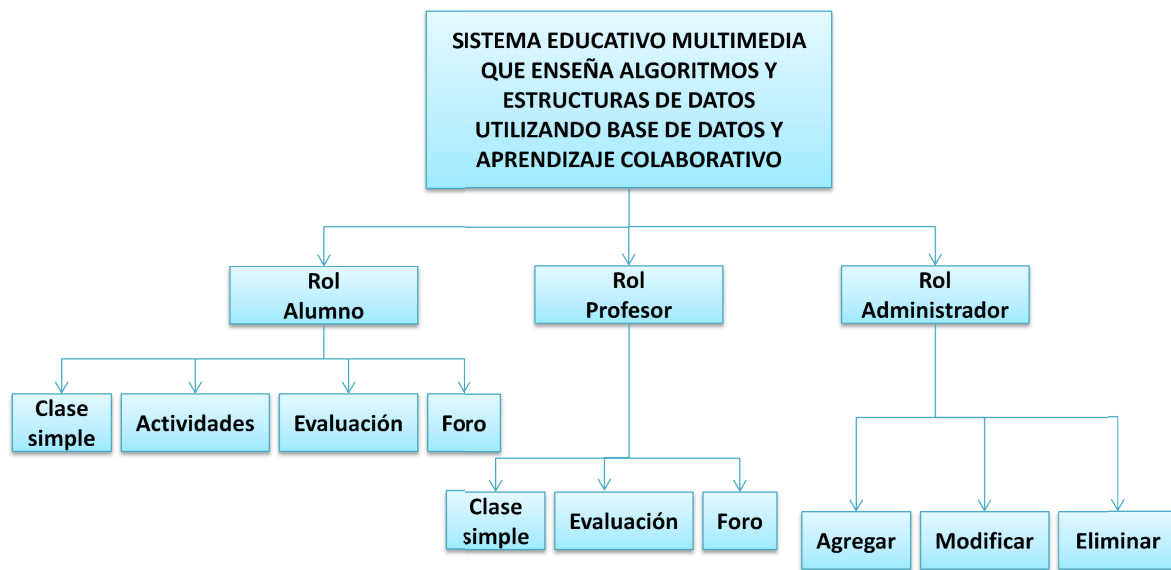 SISTEMA EDUCATIVO MULTIMEDIA
QUE ENSEÑA ALGORITMOS Y
ESTRUCTURAS DE DATOS
UTILIZANDO BASE DE DATOS Y
APRENDIZAJE COLABORATIVO
Rol
Alumno
Rol
Profesor
Rol
Administrador
Clase
simple
Actividades
Evaluación
Foro
Clase
simple
Evaluación
Foro
Agregar
Modificar
Eliminar